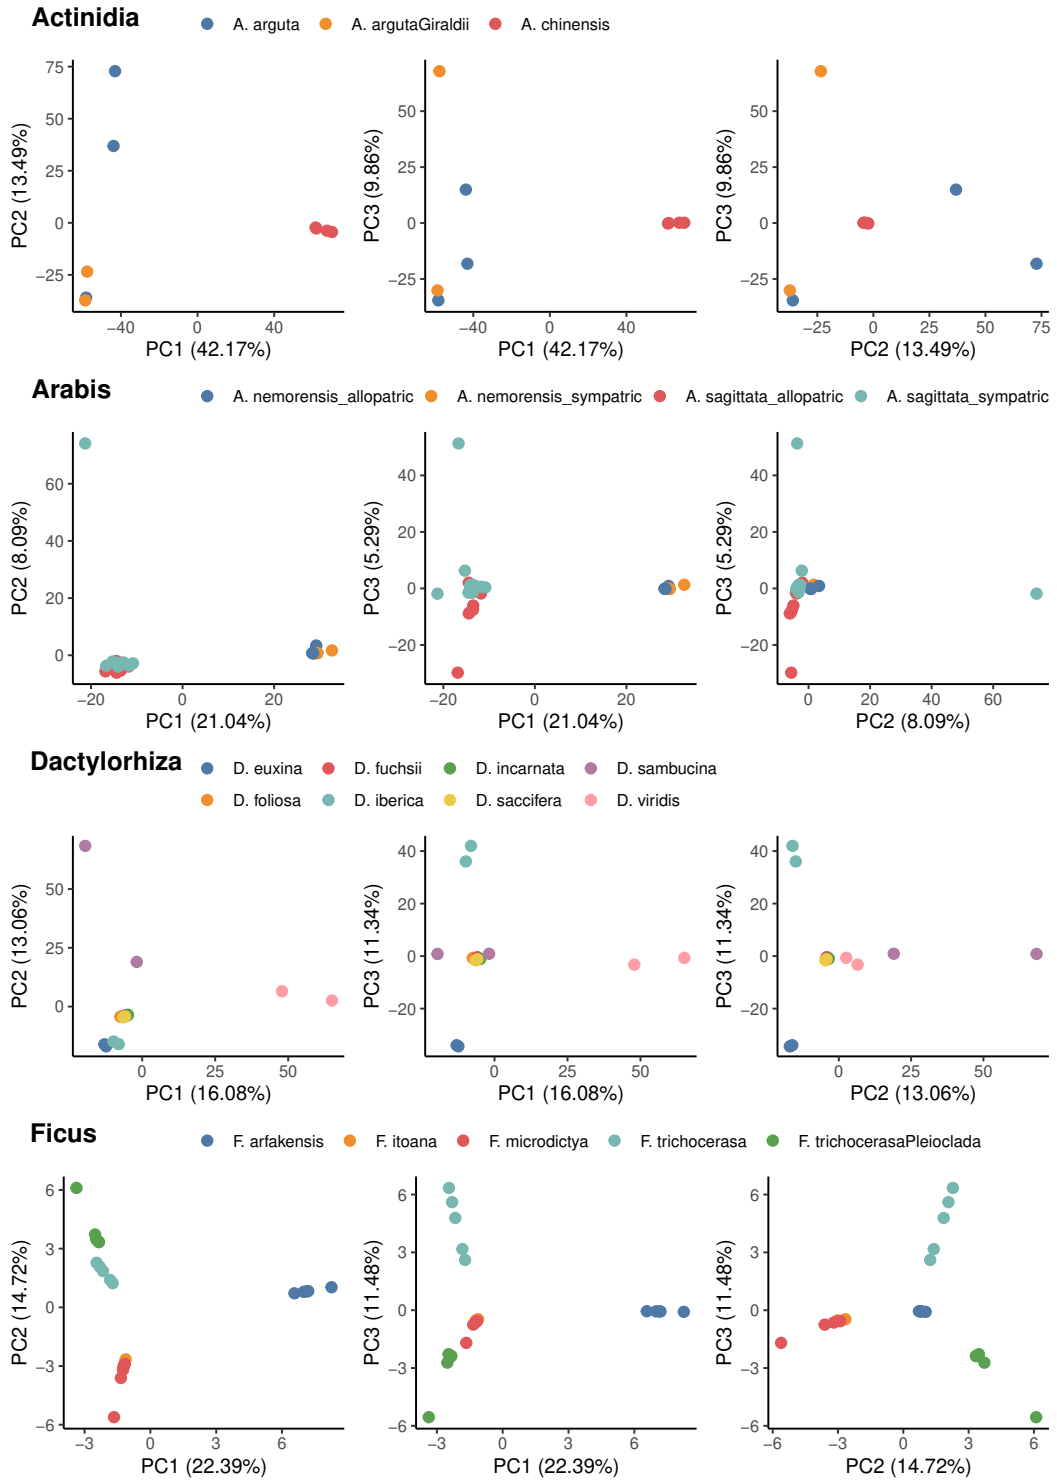 Actinidia A. arguta A. argutaGiraldii A. chinensis
75
50
25
0
−25
PC2 (13.49%)
−40 0 40
PC1 (42.17%)
50
25
0
−25
PC3 (9.86%)
−40 0 40
PC1 (42.17%)
50
25
0
−25
PC3 (9.86%)
−25 0 25 50 75
PC2 (13.49%)
Arabis A. nemorensis_allopatric A. nemorensis_sympatric A. sagittata_allopatric A. sagittata_sympatric
60
40
20
0
PC2 (8.09%)
−20 0 20
PC1 (21.04%)
40
20
0
−20
PC3 (5.29%)
−20 0 20
PC1 (21.04%)
40
20
0
−20
PC3 (5.29%)
0 20 40 60
PC2 (8.09%)
Dactylorhiza D. euxina D. fuchsii D. incarnata D. sambucina
D. foliosa D. iberica D. saccifera D. viridis
50
25
0
PC2 (13.06%)
0 50
PC1 (16.08%)
40
20
0
−20
PC3 (11.34%)
0 50
PC1 (16.08%)
40
20
0
−20
PC3 (11.34%)
0 25 50
PC2 (13.06%)
Ficus F. arfakensis F. itoana F. microdictya F. trichocerasa F. trichocerasaPleioclada
6
3
0
−3
−6
PC2 (14.72%)
−3 0 3 6
PC1 (22.39%)
6
3
0
−3
−6
PC3 (11.48%)
−3 0 3 6
PC1 (22.39%)
6
3
0
−3
−6
PC3 (11.48%)
−6 −3 0 3 6
PC2 (14.72%)